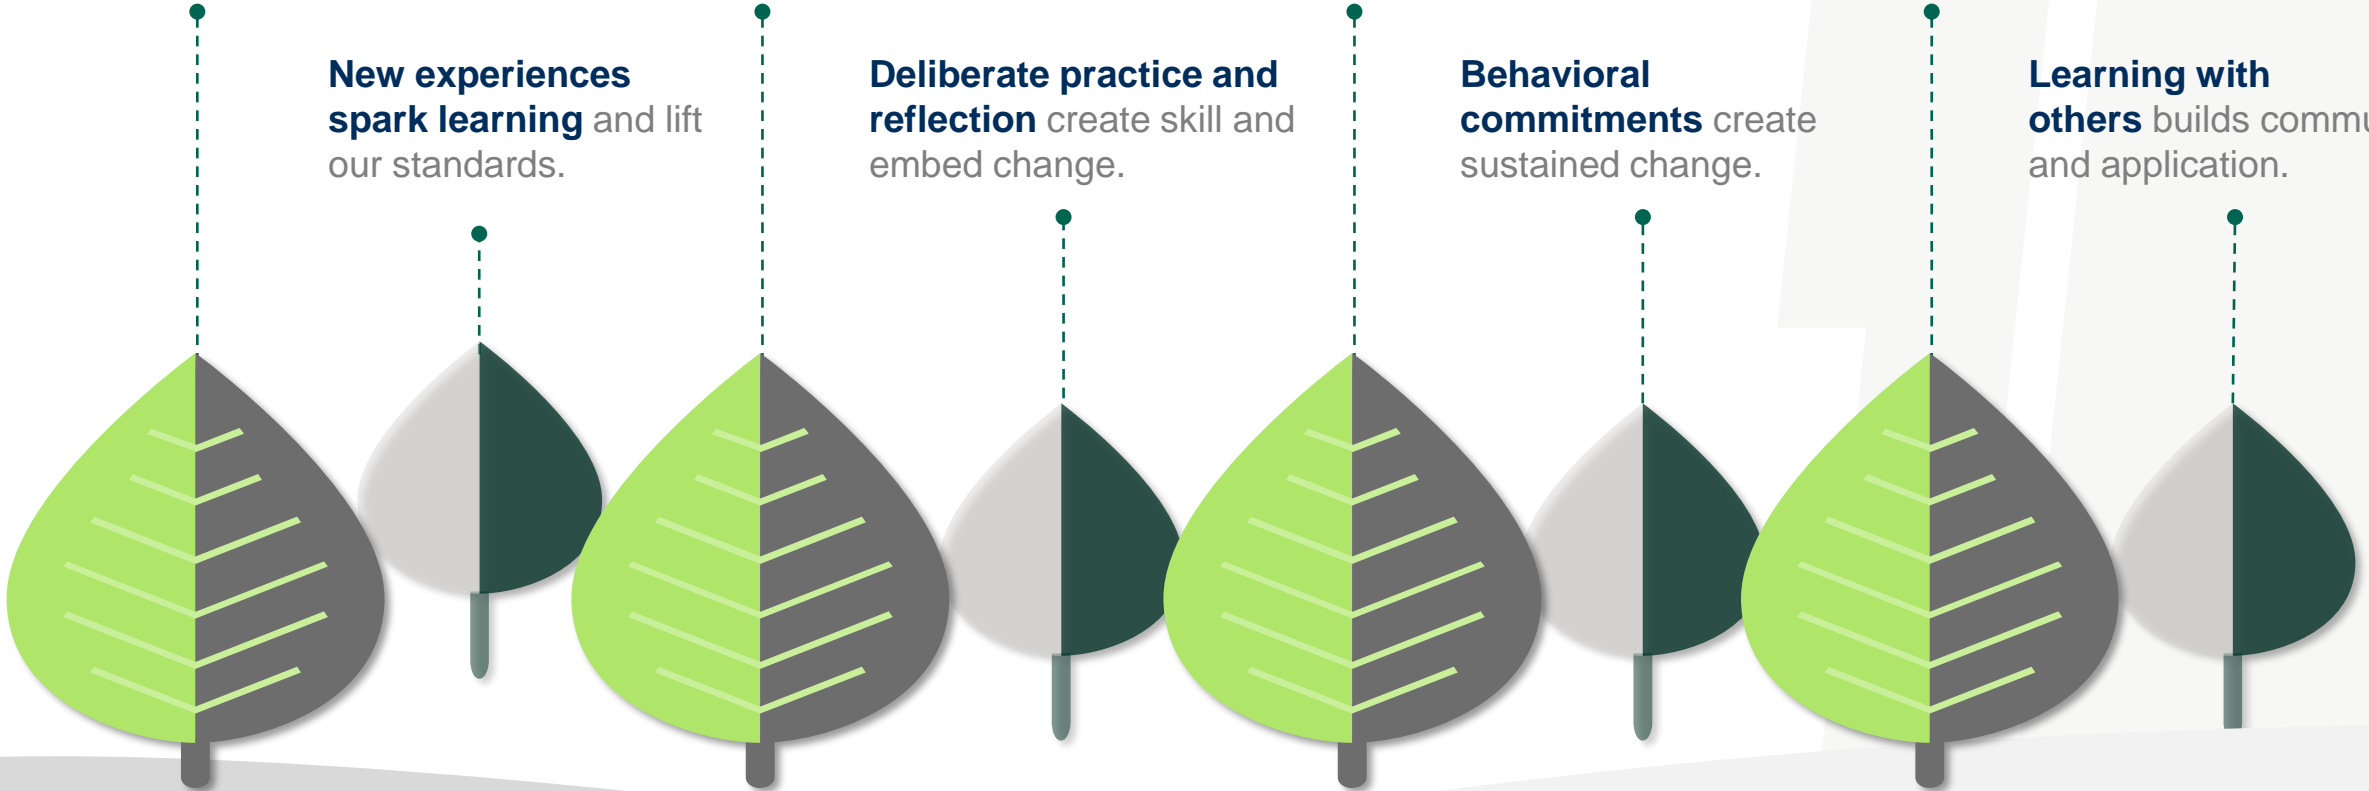 New experiences
spark learning and lift
our standards.
Deliberate practice and
reflection create skill and
embed change.
Behavioral
commitments create
sustained change.
Learning with
others builds
and application.